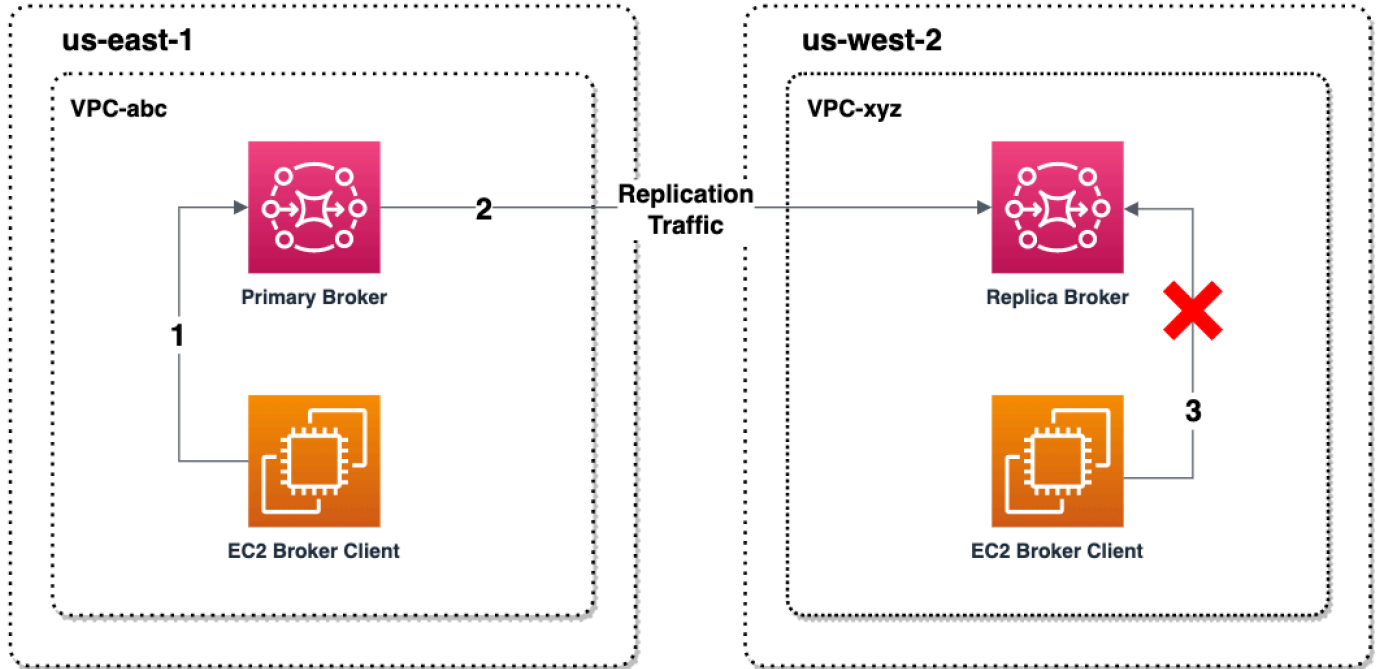 us-east-1
us-west-2
VPC-abc
VPC-xyz
Replication
Traffic
2
Primary Broker
Replica Broker
1
3
EC2 Broker Client
EC2 Broker Client